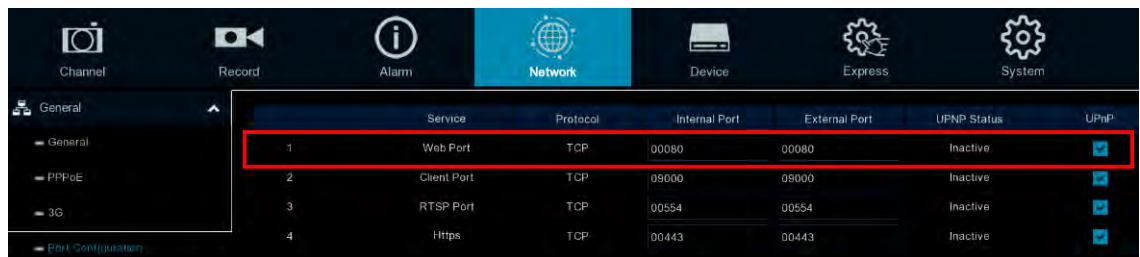 Channel Record Alarm Network Device Express System
General
Service Protocol Internal Port External Port UPNP Status UPnP
General
1 Web Port TCP 00080 00080 Inactive
PPPoE
2 Client Port TCP 09000 09000 Inactive
3G
3 RTSP Port TCP 00554 00554 Inactive
Port Configuration
4 Https TCP 00443 00443 Inactive